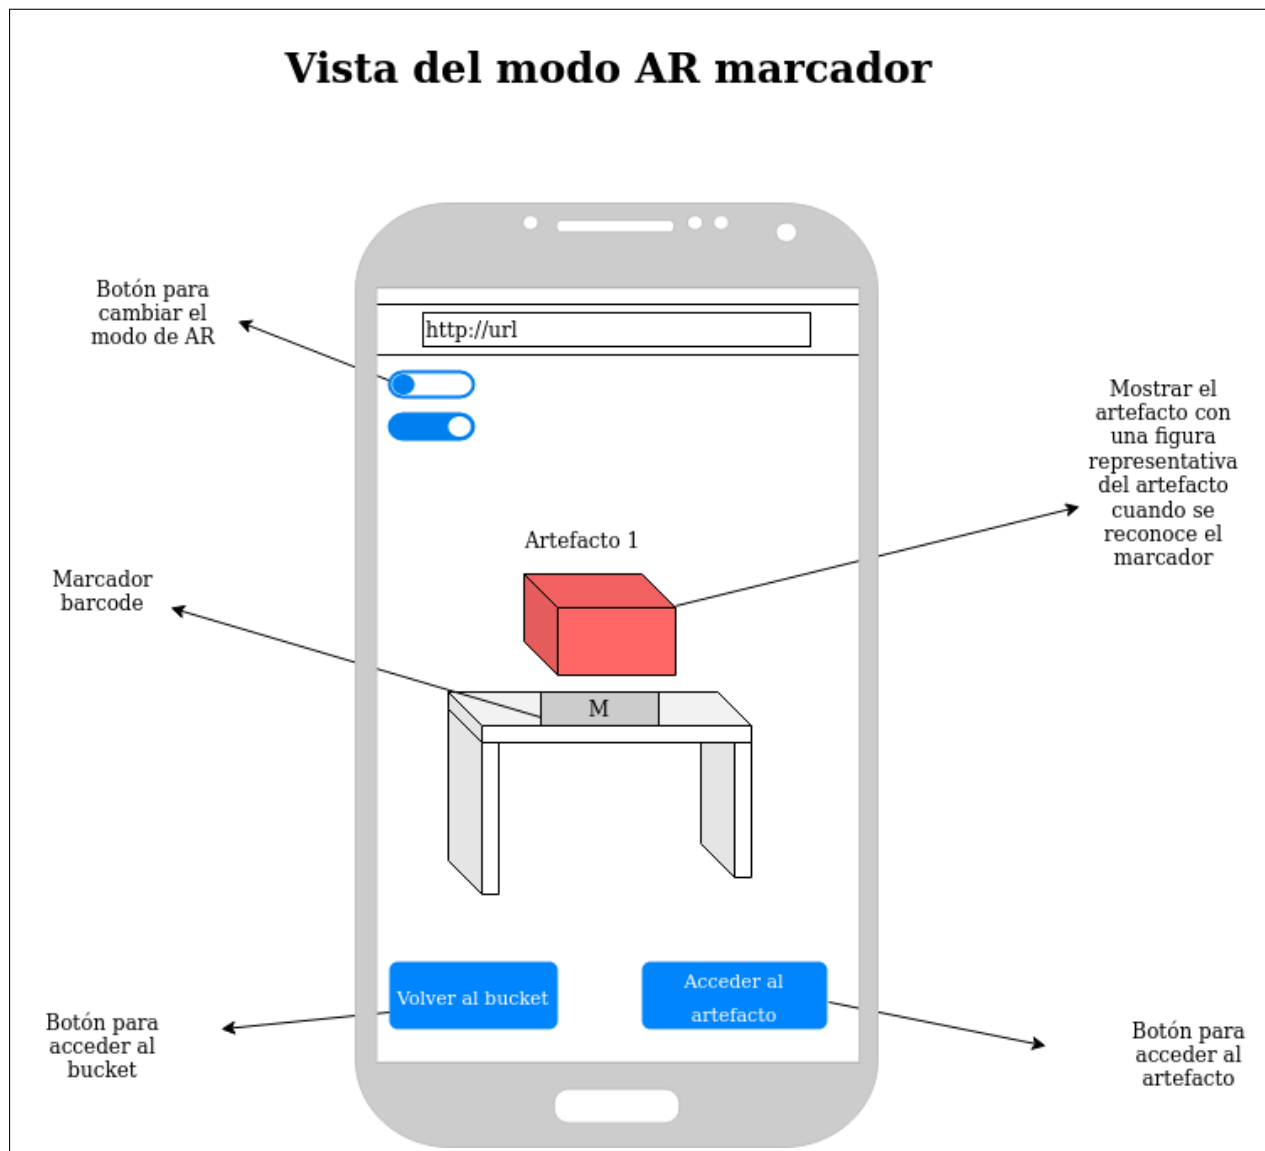 Vista del modo AR marcador
Botón para
cambiar el
modo de AR
http://url
Mostrar el
artefacto con
una figura
representativa
del artefacto
cuando se
reconoce el
marcador
Artefacto 1
Marcador
barcode
M
Volver al bucket
Acceder al
artefacto
Botón para
acceder al
bucket
Botón para
acceder al
artefacto